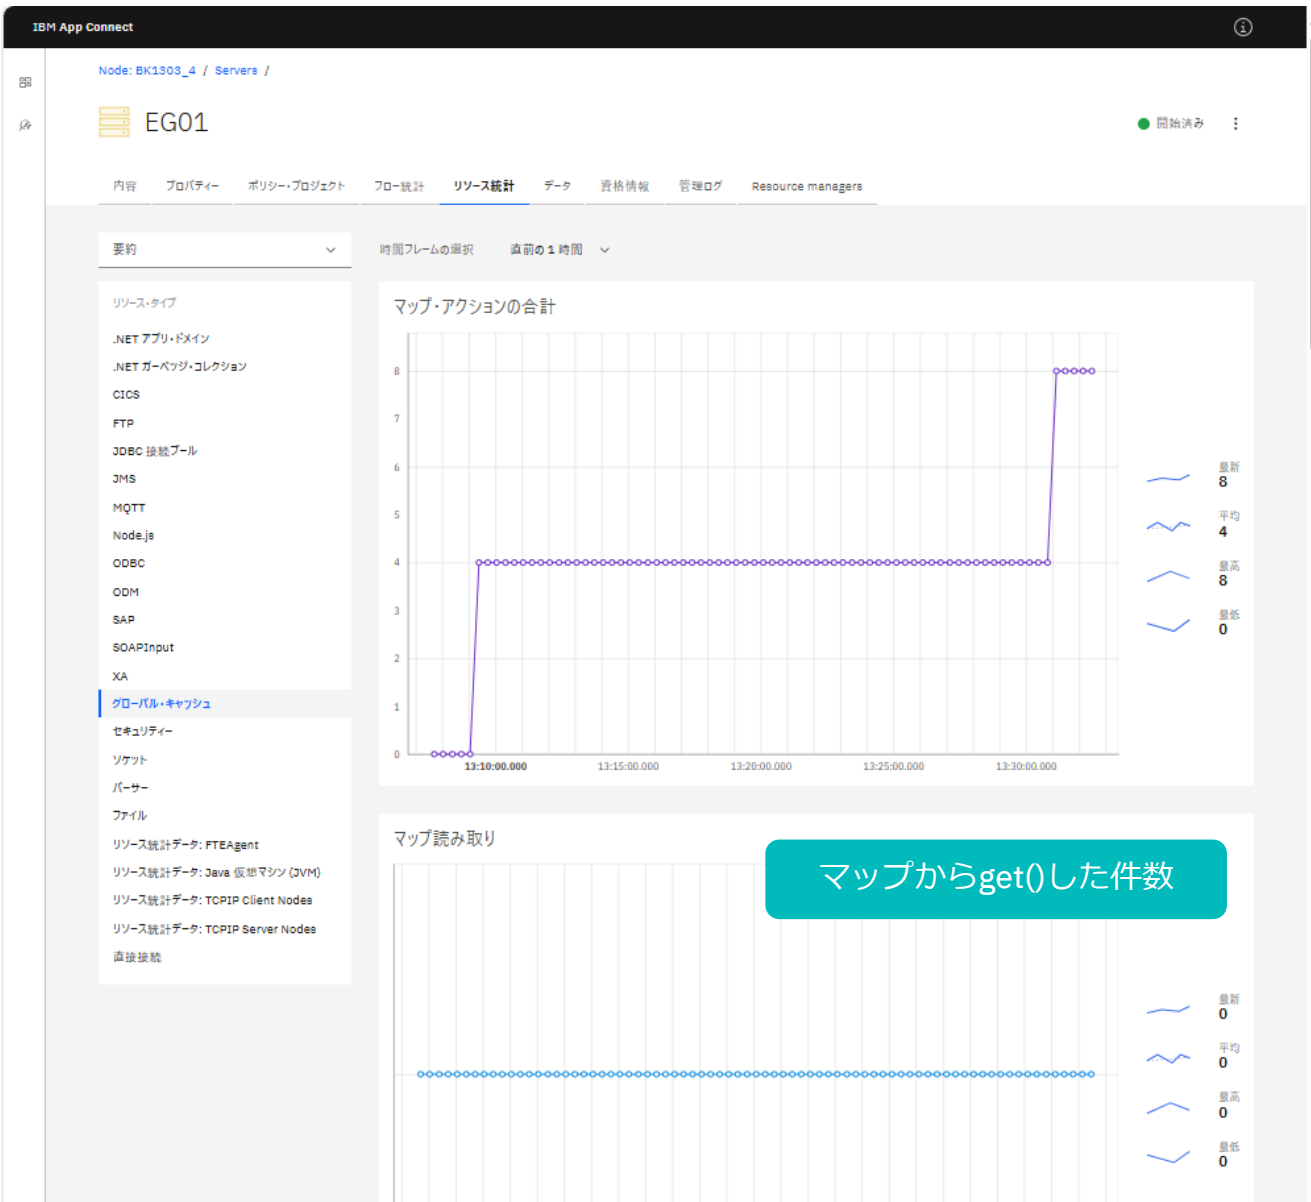 IBM App Connect
Node: BK1303_4 / Servers /
EG01
開始済み
内容 プロパティー ポリシー・プロジェクト フロー統計 リソース統計 データ 資格情報 管理ログ Resource managers
要約
時間フレームの選択 直前の 1 時間
リソース・タイプ
.NET アプリ・ドメイン
.NET ガーベッジ・コレクション
CICS
FTP
JDBC 接続プール
JMS
MQTT
Node.js
ODBC
ODM
SAP
SOAPInput
XA
グローバル・キャッシュ
セキュリティー
ソケット
パーサー
ファイル
リソース統計データ: FTEAgent
リソース統計データ: Java 仮想マシン (JVM)
リソース統計データ: TCPIP Client Nodes
リソース統計データ: TCPIP Server Nodes
直接接続
マップ・アクションの合計
8
7
6
5
4
3
2
1
0
13:10:00.000 13:15:00.000 13:20:00.000 13:25:00.000 13:30:00.000
最新
8
平均
4
最高
8
最低
0
マップ読み取り
マップからget()した件数
最新
0
平均
0
最高
0
最低
0